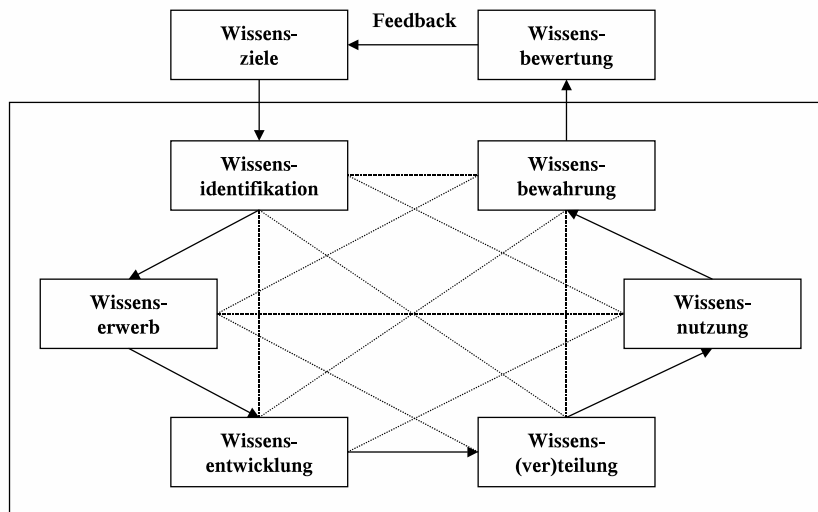 Wissens-
ziele
Feedback
Wissens-
bewertung
Wissens-
identifikation
Wissens-
bewahrung
Wissens-
erwerb
Wissens-
nutzung
Wissens-
entwicklung
Wissens-
(ver)teilung